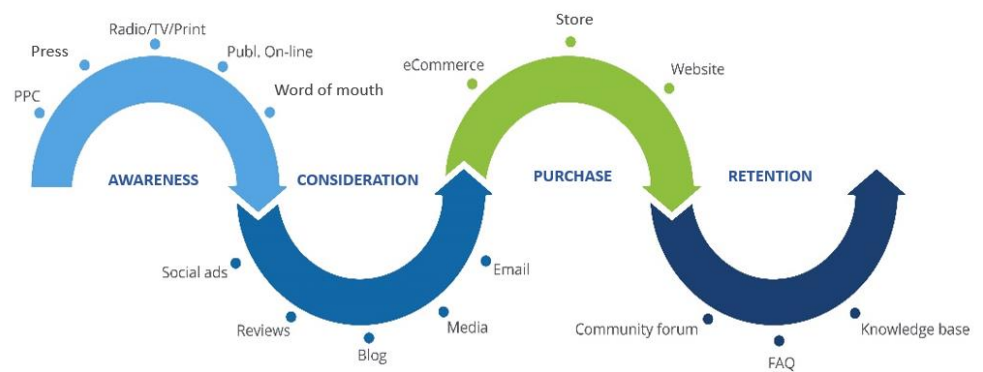 PPC
Press
Radio/TV/Print
Publ. On-line
Word of mouth
AWARENESS
Social ads
Reviews
Blog
Media
Email
CONSIDERATION
eCommerce
Store
Website
PURCHASE
Community forum
FAQ
Knowledge base
RETENTION